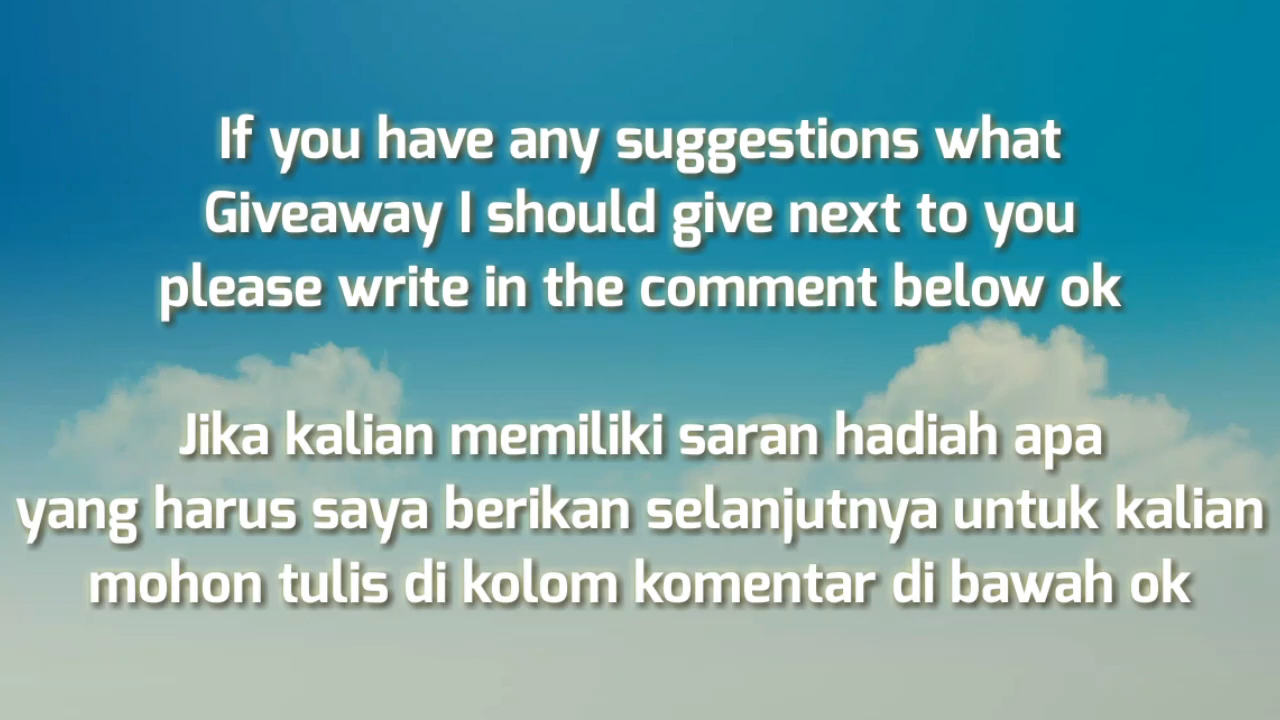 If you have any suggestions what
Giveaway I should give next to you
please write in the comment below ok
Jika kalian memiliki saran hadiah apa
yang harus saya berikan selanjutnya untuk kalian
mohon tulis di kolom komentar di bawah ok